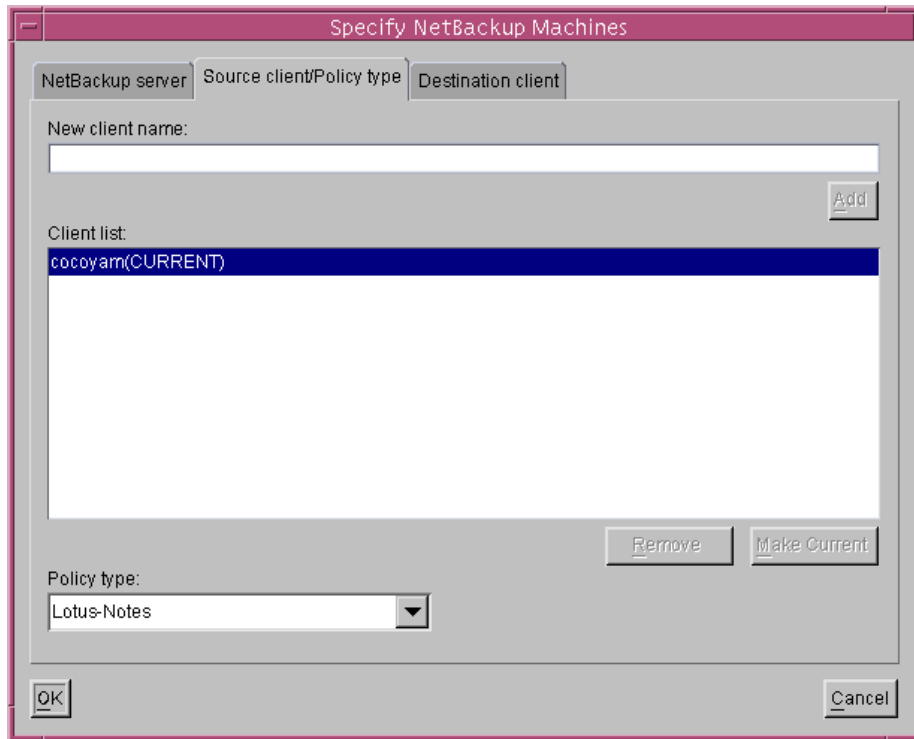 Specify NetBackup Machines
NetBackup server
Source client/Policy type
Destination client
New client name:
Add
Client list:
cocoyam(CURRENT)
Remove
Make Current
Policy type:
Lotus-Notes
OK
Cancel